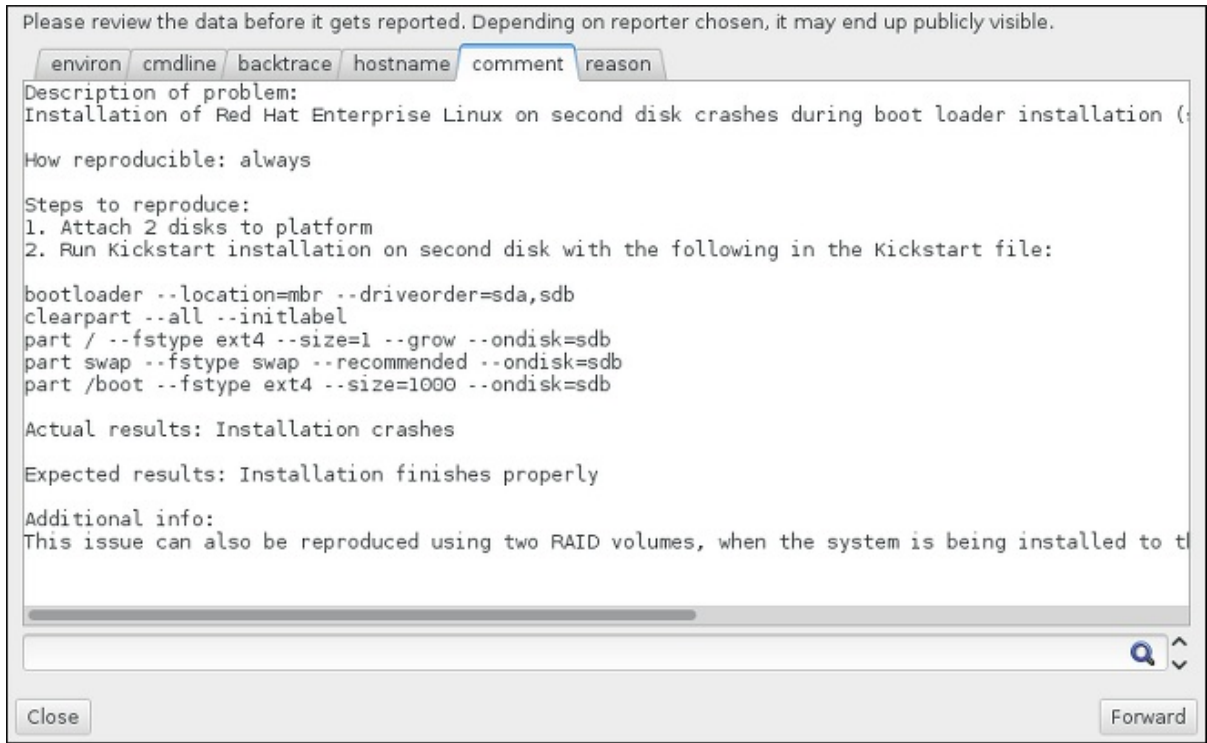 Please review the data before it gets reported. Depending on reporter chosen, it may end up publicly visible.
environ cmdline backtrace hostname comment reason
Description of problem:
Installation of Red Hat Enterprise Linux on second disk crashes during boot loader installation (
How reproducible: always
Steps to reproduce:
1. Attach 2 disks to platform
2. Run Kickstart installation on second disk with the following in the Kickstart file:
bootloader --location=mbr --driveorder=sda,sdb
clearpart --all --initlabel
part / --fstype ext4 --size=1 --grow --ondisk=sdb
part swap --fstype swap --recommended --ondisk=sdb
part /boot --fstype ext4 --size=1000 --ondisk=sdb
Actual results: Installation crashes
Expected results: Installation finishes properly
Additional info:
This issue can also be reproduced using two RAID volumes, when the system is being installed to
Close Forward